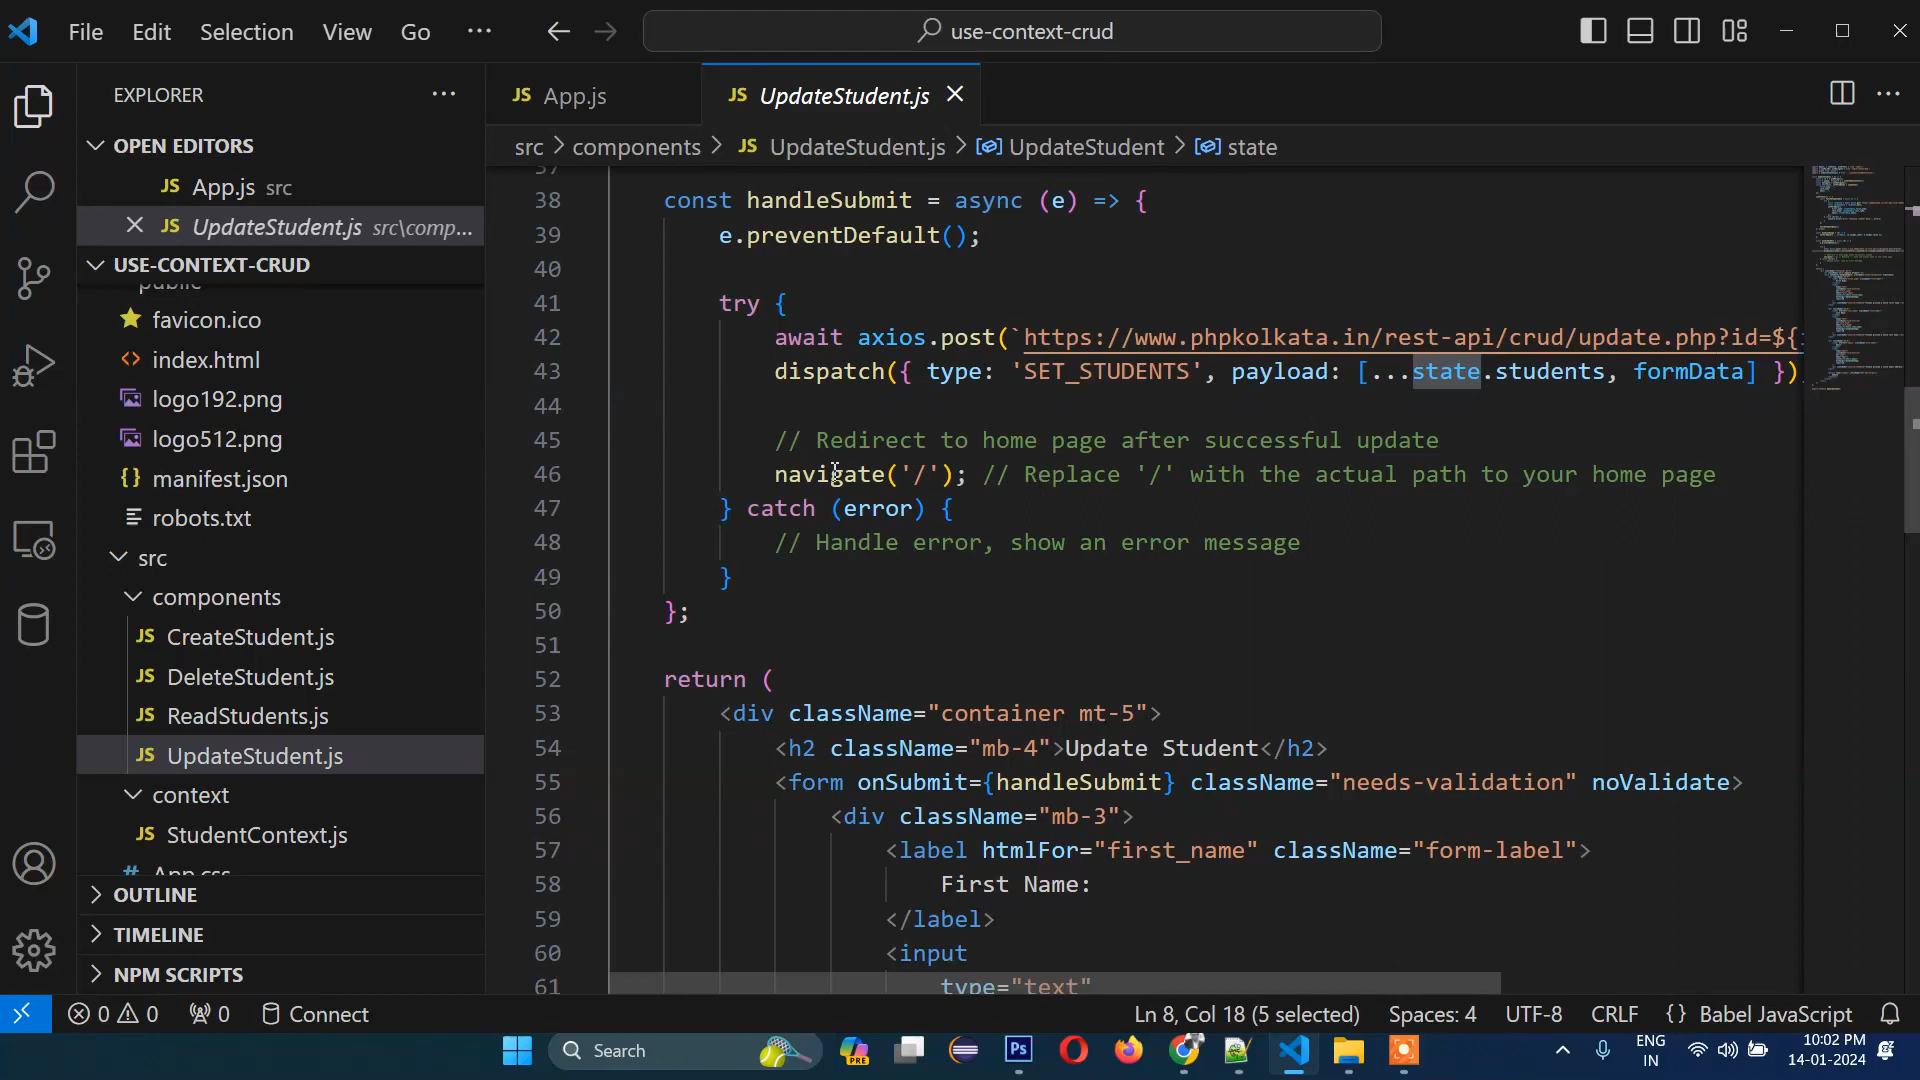 File Edit Selection View Go ··· use-context-crud
EXPLORER ···
OPEN EDITORS
JS App.js src
JS UpdateStudent.js src\comp...
USE-CONTEXT-CRUD
public
favicon.ico
<> index.html
logo192.png
logo512.png
{} manifest.json
robots.txt
src
components
JS CreateStudent.js
JS DeleteStudent.js
JS ReadStudents.js
JS UpdateStudent.js
context
JS StudentContext.js
# App.css
OUTLINE
TIMELINE
NPM SCRIPTS
JS App.js JS UpdateStudent.js
src > components > JS UpdateStudent.js > UpdateStudent > state
37
38 const handleSubmit = async (e) => {
39 e.preventDefault();
40
41 try {
42 await axios.post(`https://www.phpkolkata.in/rest-api/crud/update.php?id=${
43 dispatch({ type: 'SET_STUDENTS', payload: [...state.students, formData] })
44
45 // Redirect to home page after successful update
46 navigate('/'); // Replace '/' with the actual path to your home page
47 } catch (error) {
48 // Handle error, show an error message
49 }
50 };
51
52 return (
53 <div className="container mt-5">
54 <h2 className="mb-4">Update Student</h2>
55 <form onSubmit={handleSubmit} className="needs-validation" noValidate>
56 <div className="mb-3">
57 <label htmlFor="first_name" className="form-label">
58 First Name:
59 </label>
60 <input
61 type="text"
0 0 0 Connect Ln 8, Col 18 (5 selected) Spaces: 4 UTF-8 CRLF {} Babel JavaScript
Search PRE Ps ENG IN 10:02 PM 14-01-2024